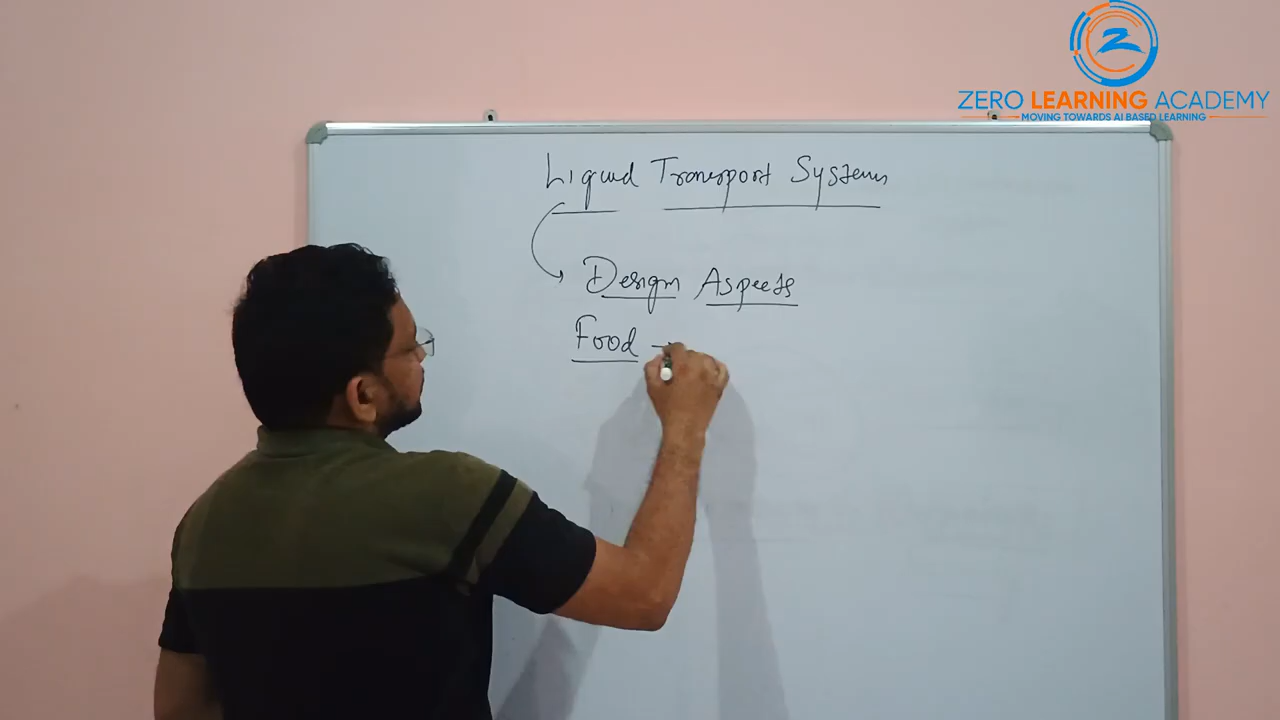 ZERO LEARNING ACADEMY
MOVING TOWARDS AI BASED LEARNING
Liquid Transport Systems
Design Aspects
Food →